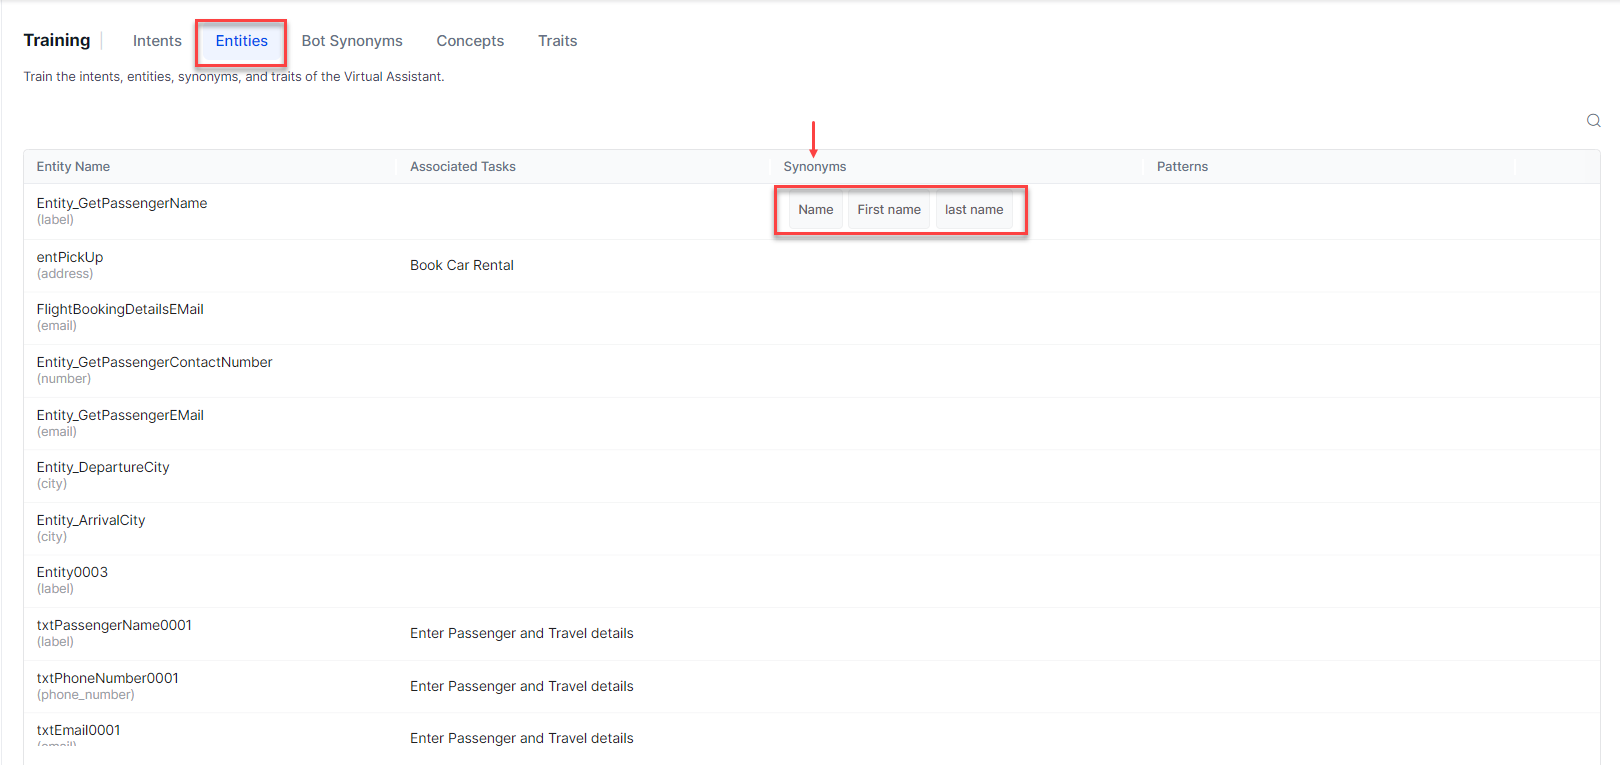 Training Intents Entities Bot Synonyms Concepts Traits
Train the intents, entities, synonyms, and traits of the Virtual Assistant.
Entity Name Associated Tasks Synonyms Patterns
Entity_GetPassengerName
(label)
Name First name last name
entPickUp
(address)
Book Car Rental
FlightBookingDetailsEMail
(email)
Entity_GetPassengerContactNumber
(number)
Entity_GetPassengerEMail
(email)
Entity_DepartureCity
(city)
Entity_ArrivalCity
(city)
Entity0003
(label)
txtPassengerName0001
(label)
Enter Passenger and Travel details
txtPhoneNumber0001
(phone_number)
Enter Passenger and Travel details
txtEmail0001
(email)
Enter Passenger and Travel details